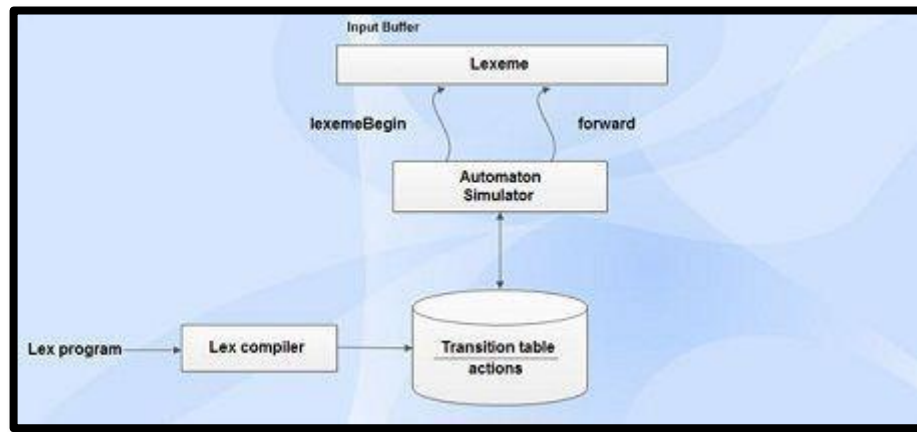 Input Buffer
Lexeme
lexemeBegin
forward
Automaton
Simulator
Lex program
Lex compiler
Transition table
actions